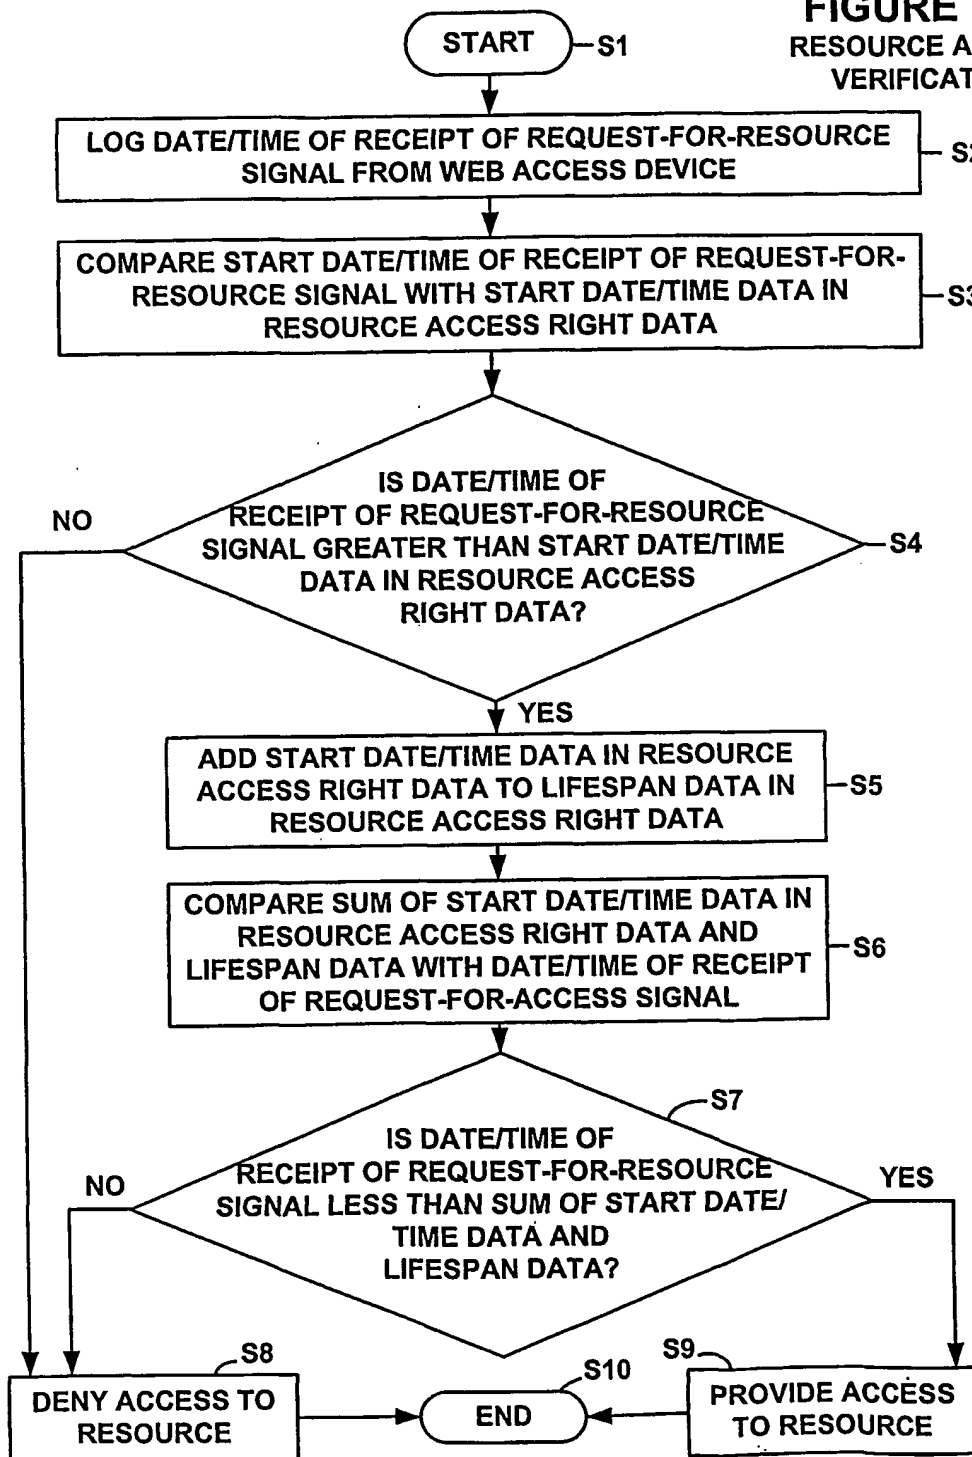 FIGURE
RESOURCE A
VERIFICAT
START
S1
LOG DATE/TIME OF RECEIPT OF REQUEST-FOR-RESOURCE
SIGNAL FROM WEB ACCESS DEVICE
S2
COMPARE START DATE/TIME OF RECEIPT OF REQUEST-FOR-
RESOURCE SIGNAL WITH START DATE/TIME DATA IN
RESOURCE ACCESS RIGHT DATA
S3
IS DATE/TIME OF
RECEIPT OF REQUEST-FOR-RESOURCE
SIGNAL GREATER THAN START DATE/TIME
DATA IN RESOURCE ACCESS
RIGHT DATA?
NO
S4
YES
ADD START DATE/TIME DATA IN RESOURCE
ACCESS RIGHT DATA TO LIFESPAN DATA IN
RESOURCE ACCESS RIGHT DATA
S5
COMPARE SUM OF START DATE/TIME DATA IN
RESOURCE ACCESS RIGHT DATA AND
LIFESPAN DATA WITH DATE/TIME OF RECEIPT
OF REQUEST-FOR-ACCESS SIGNAL
S6
S7
IS DATE/TIME OF
RECEIPT OF REQUEST-FOR-RESOURCE
SIGNAL LESS THAN SUM OF START DATE/
TIME DATA AND
LIFESPAN DATA?
NO
YES
S8
DENY ACCESS TO
RESOURCE
S10
END
S9
PROVIDE ACCESS
TO RESOURCE